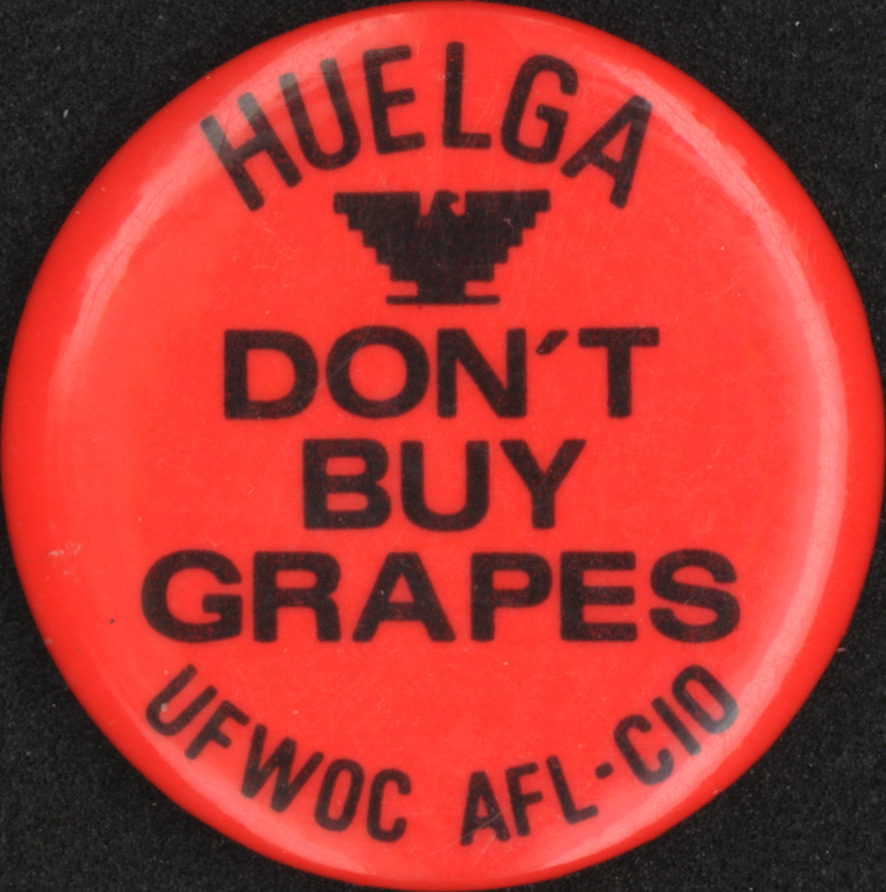 HUELGA
DON'T
BUY
GRAPES
UFWOC AFL-CIO